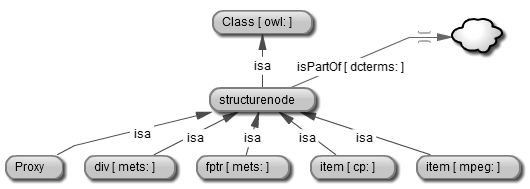 Class [ owl: ]
isa
isPartOf [ dcterms: ]
structurenode
isa
isa
isa
isa
isa
Proxy
div [ mets: ]
fptr [ mets: ]
item [ cp: ]
item [ mpeg: ]